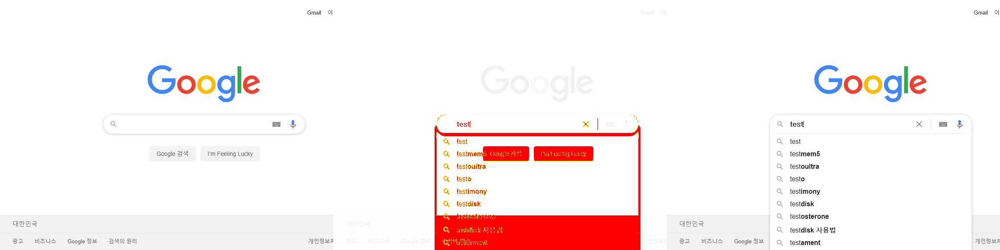 Gmail 이
Google
Google 검색 I'm Feeling Lucky
대한민국
광고 비즈니스 Google 정보 검색의 원리 개인정보처
Gmail 이
Google
test
test
testmem5 Google 검색 I'm Feeling Lucky
testoultra
testo
testimony
testdisk
testosterone
대한민국
testdisk 사용법
광고 비즈니스 Google 정보 개인정보처
testament
Gmail 이
Google
test
test
testmem5
testoultra
testo
testimony
testdisk
testosterone
대한민국
testdisk 사용법
광고 비즈니스 Google 정보 개인정보처
testament